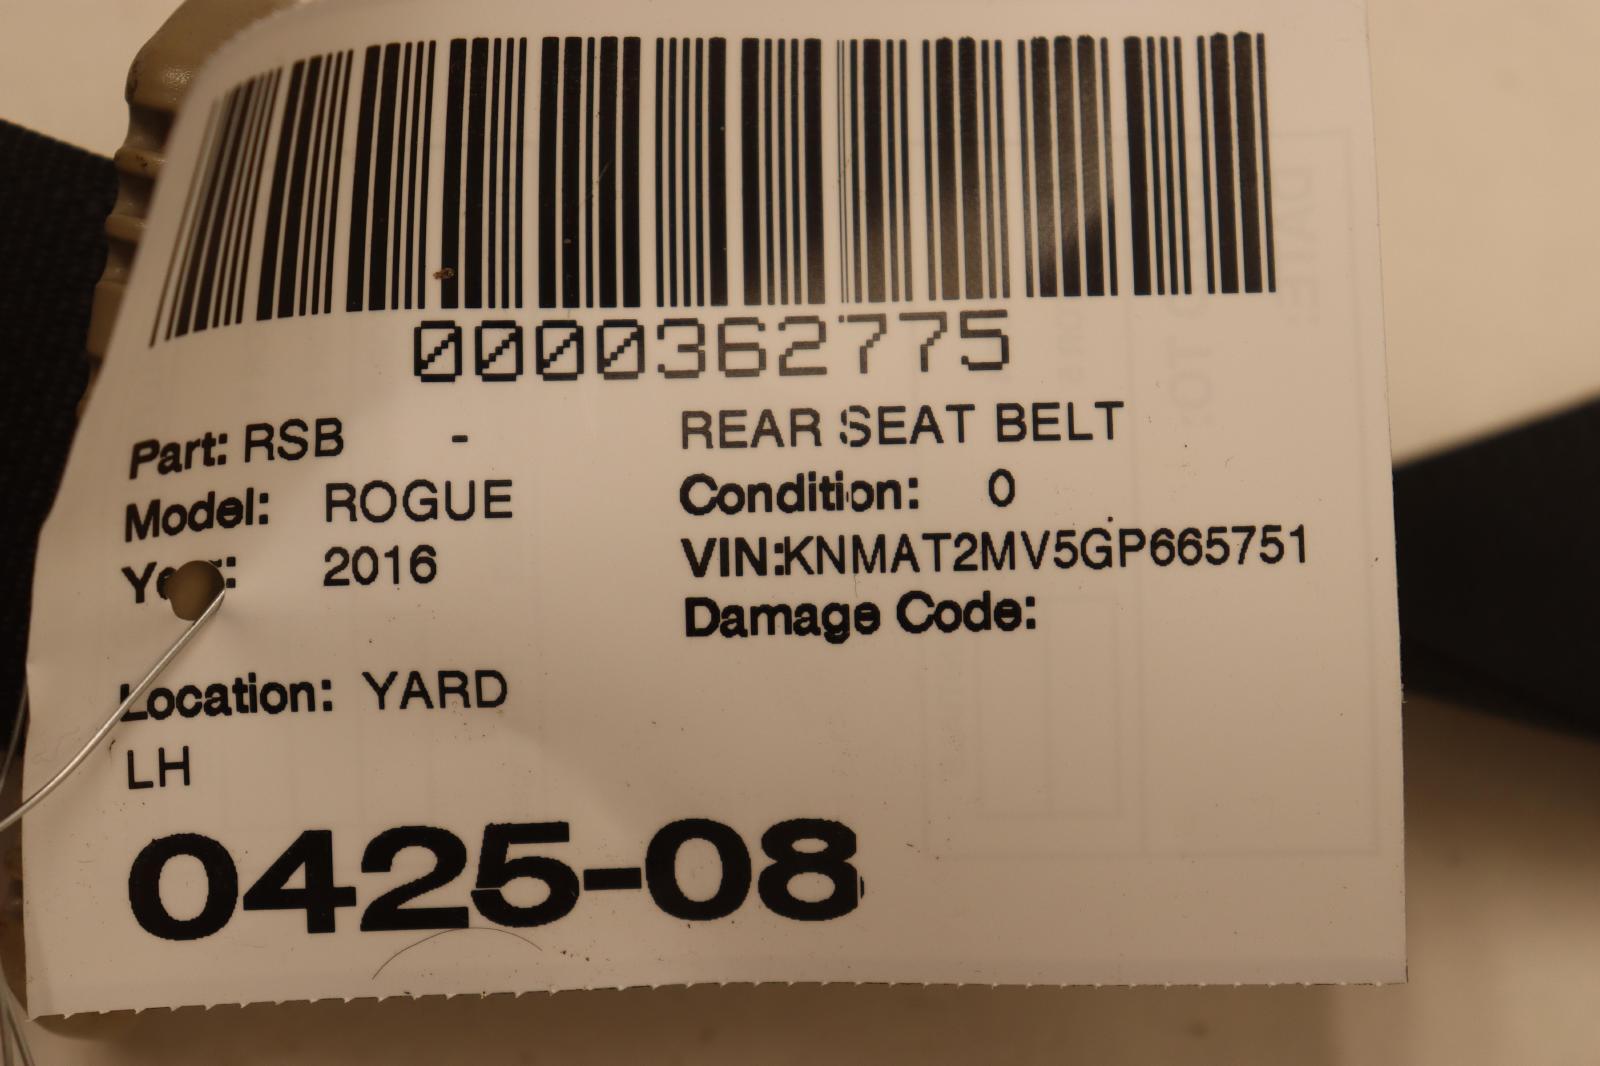 0000362775
Part: RSB - REAR SEAT BELT
Model: ROGUE Condition: 0
Year: 2016 VIN:KNMAT2MV5GP665751
Damage Code:
Location: YARD
LH
0425-08